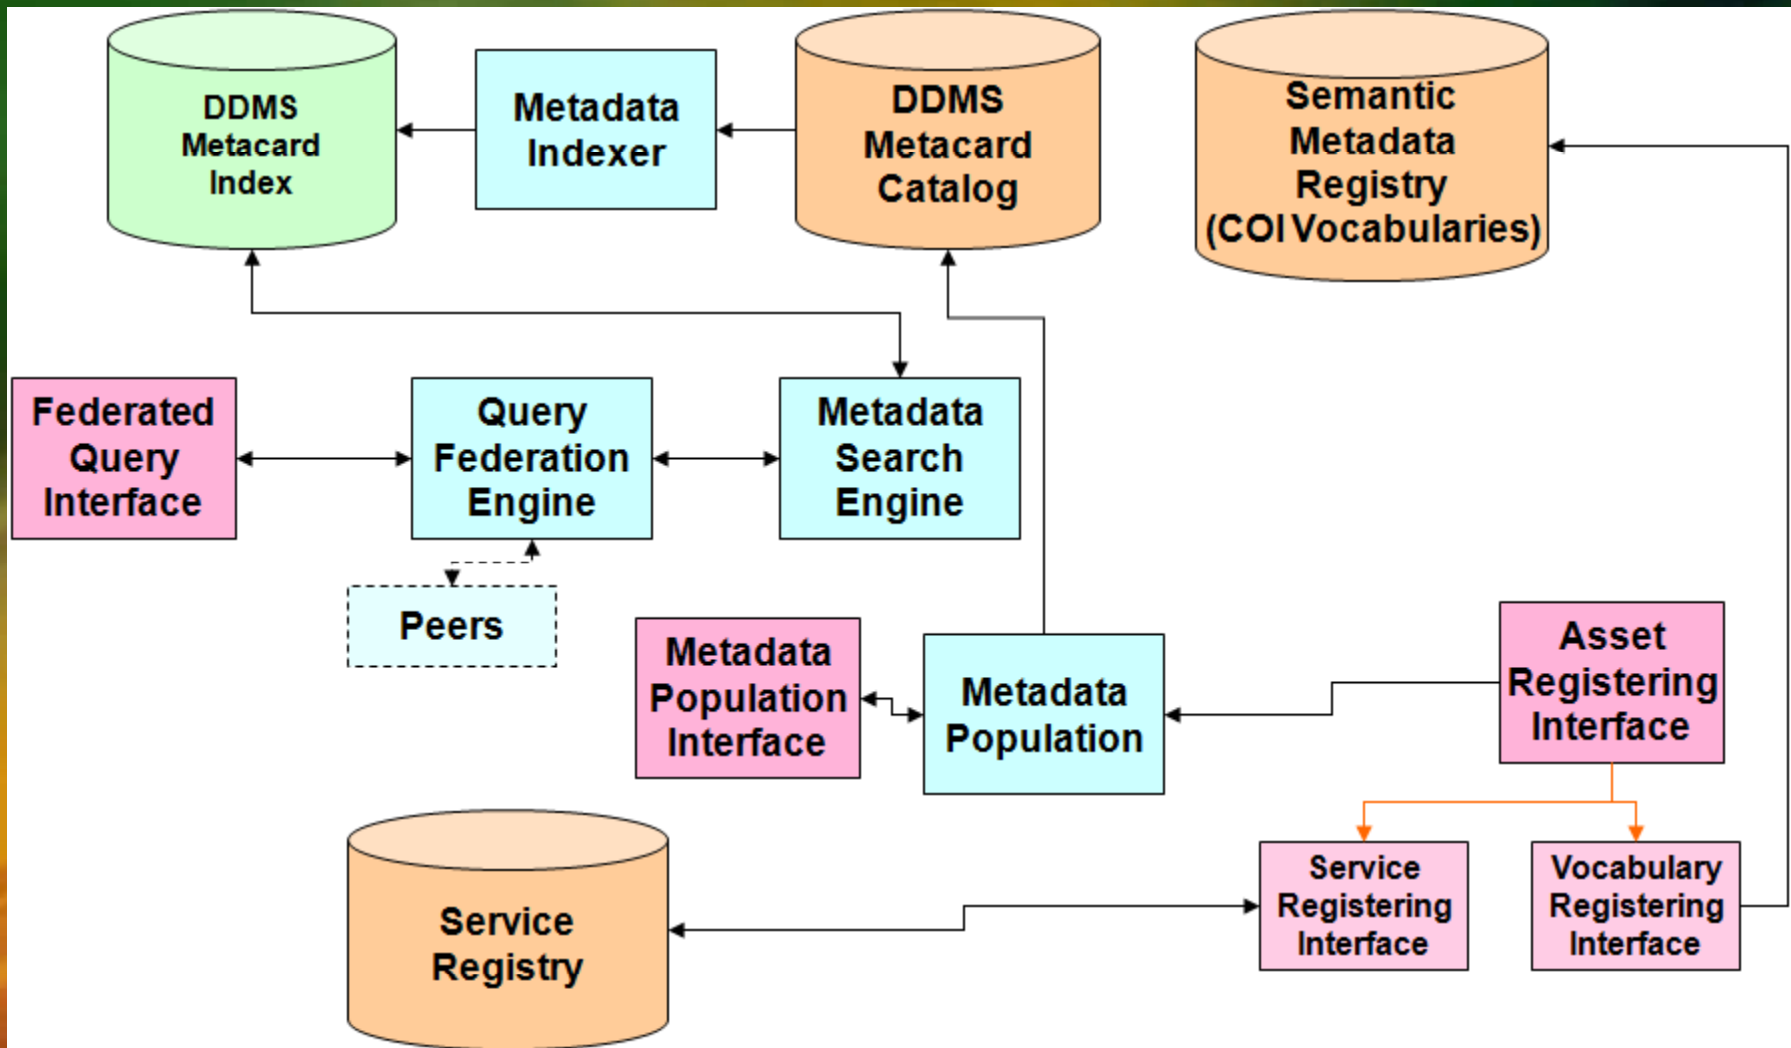 DDMS
Metacard
Index
Metadata
Indexer
DDMS
Metacard
Catalog
Semantic
Metadata
Registry
(COI Vocabularies)
Federated
Query
Interface
Query
Federation
Engine
Metadata
Search
Engine
Peers
Metadata
Population
Interface
Metadata
Population
Asset
Registering
Interface
Service
Registry
Service
Registering
Interface
Vocabulary
Registering
Interface